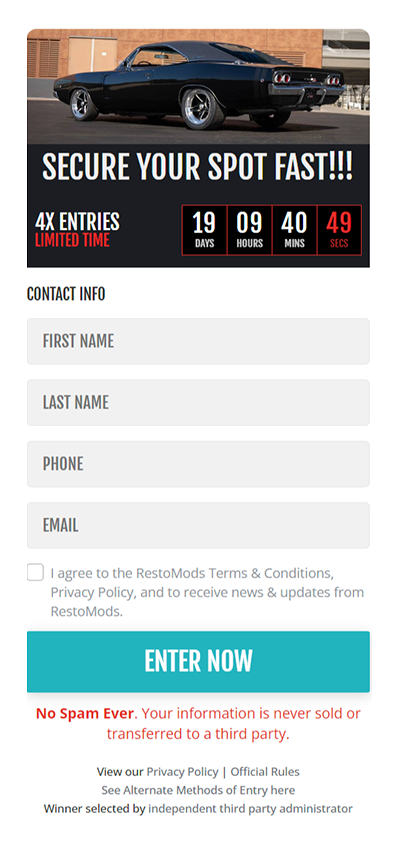 SECURE YOUR SPOT FAST!!!
4X ENTRIES
LIMITED TIME
19 09 40 49
DAYS HOURS MINS SECS
CONTACT INFO
FIRST NAME
LAST NAME
PHONE
EMAIL
I agree to the RestoMods Terms & Conditions,
Privacy Policy, and to receive news & updates from
RestoMods.
ENTER NOW
No Spam Ever. Your information is never sold or
transferred to a third party.
View our Privacy Policy | Official Rules
See Alternate Methods of Entry here
Winner selected by independent third party administrator